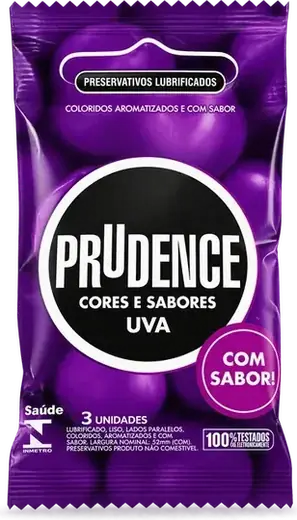 PRESERVATIVOS LUBRIFICADOS
COLORIDOS AROMATIZADOS E COM SABOR
PRUDENCE
CORES E SABORES
UVA
COM
SABOR!
Saúde
INMETRO
3 UNIDADES
LUBRIFICADO, LISO, LADOS PARALELOS,
COLORIDOS, AROMATIZADOS E COM
SABOR. LARGURA NOMINAL: 52mm (COM).
PRESERVATIVOS PRODUTO NÃO COMESTÍVEL.
100% TESTADOS
ELETRONICAMENTE